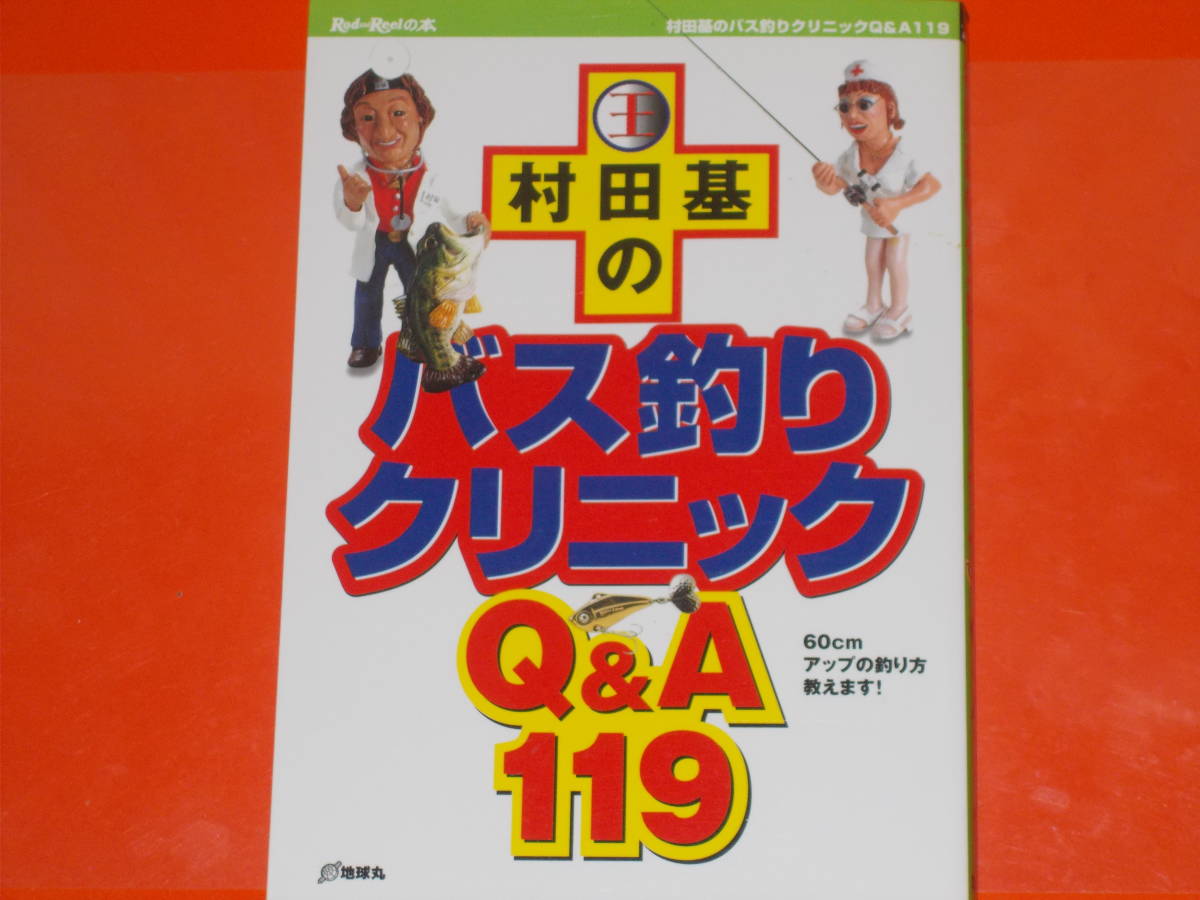 Rod and Reelの本
村田基のバス釣りクリニックQ&A119
王
村田基
の
バス釣り
クリニック
Q&A
119
60cm
アップの釣り方
教えます!
地球丸